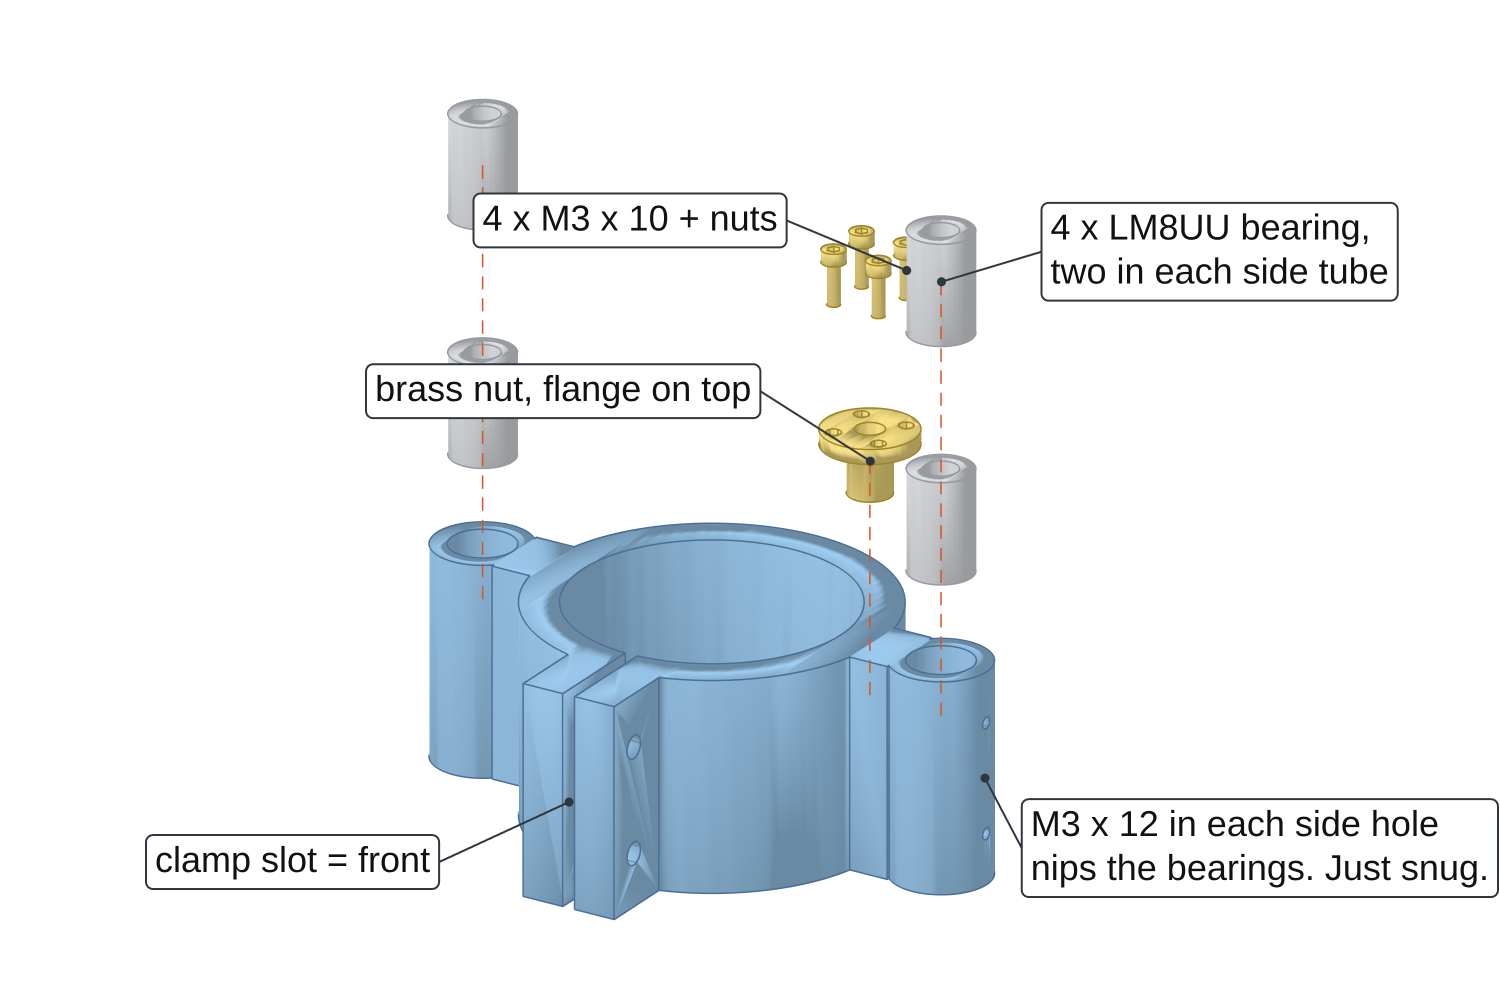 4 x M3 x 10 + nuts
4 x LM8UU bearing,
two in each side tube
brass nut, flange on top
clamp slot = front
M3 x 12 in each side hole
nips the bearings. Just snug.